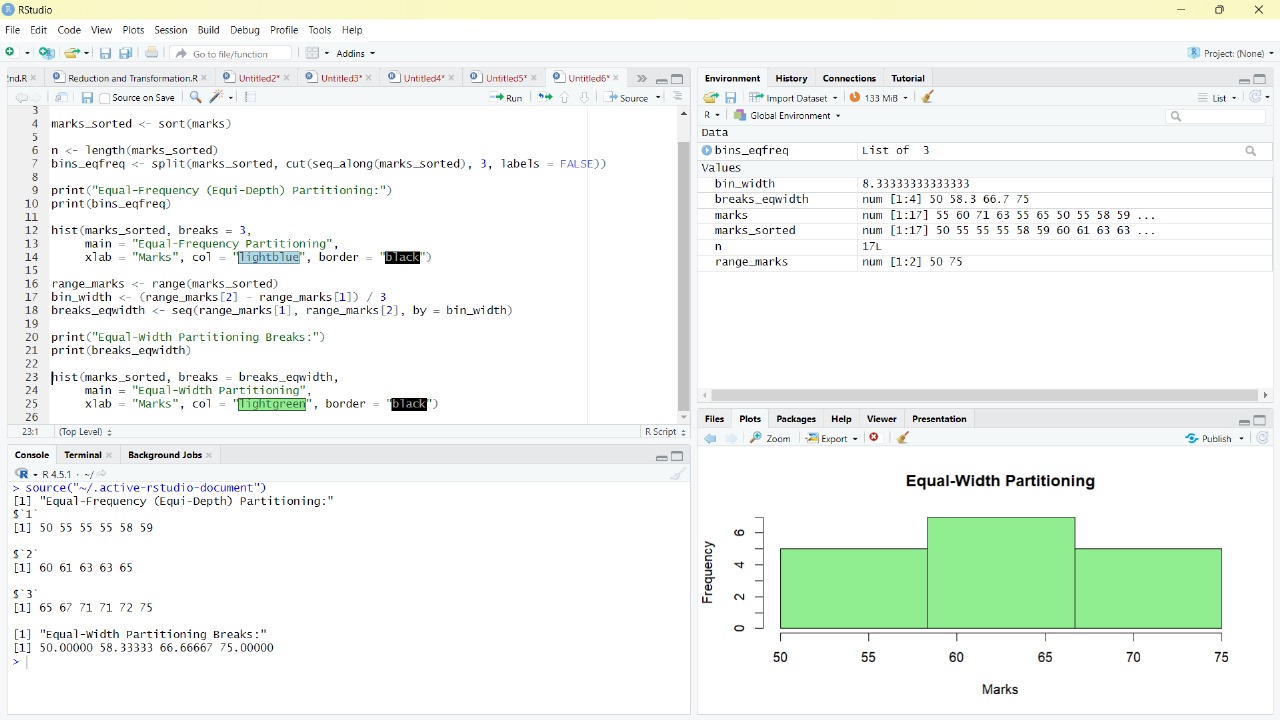 RStudio
File Edit Code View Plots Session Build Debug Profile Tools Help
Go to file/function Addins Project: (None)
2nd.R Reduction and Transformation.R Untitled2* Untitled3* Untitled4* Untitled5* Untitled6*
Source on Save Run Source
3
4 marks_sorted <- sort(marks)
5
6 n <- length(marks_sorted)
7 bins_eqfreq <- split(marks_sorted, cut(seq_along(marks_sorted), 3, labels = FALSE))
8
9 print("Equal-Frequency (Equi-Depth) Partitioning:")
10 print(bins_eqfreq)
11
12 hist(marks_sorted, breaks = 3,
13 main = "Equal-Frequency Partitioning",
14 xlab = "Marks", col = "lightblue", border = "black")
15
16 range_marks <- range(marks_sorted)
17 bin_width <- (range_marks[2] - range_marks[1]) / 3
18 breaks_eqwidth <- seq(range_marks[1], range_marks[2], by = bin_width)
19
20 print("Equal-Width Partitioning Breaks:")
21 print(breaks_eqwidth)
22
23 hist(marks_sorted, breaks = breaks_eqwidth,
24 main = "Equal-Width Partitioning",
25 xlab = "Marks", col = "lightgreen", border = "black")
26
23:1 (Top Level) R Script
Console Terminal Background Jobs
R 4.5.1 · ~/
> source("~/.active-rstudio-document")
[1] "Equal-Frequency (Equi-Depth) Partitioning:"
$`1`
[1] 50 55 55 55 58 59
$`2`
[1] 60 61 63 63 65
$`3`
[1] 65 67 71 71 72 75
[1] "Equal-Width Partitioning Breaks:"
[1] 50.00000 58.33333 66.66667 75.00000
>
Environment History Connections Tutorial
Import Dataset 133 MiB List
R Global Environment
Data
bins_eqfreq List of 3
Values
bin_width 8.33333333333333
breaks_eqwidth num [1:4] 50 58.3 66.7 75
marks num [1:17] 55 60 71 63 55 65 50 55 58 59 ...
marks_sorted num [1:17] 50 55 55 55 58 59 60 61 63 63 ...
n 17L
range_marks num [1:2] 50 75
Files Plots Packages Help Viewer Presentation
Zoom Export Publish
Equal-Width Partitioning
Frequency
6
4
2
0
50 55 60 65 70 75
Marks